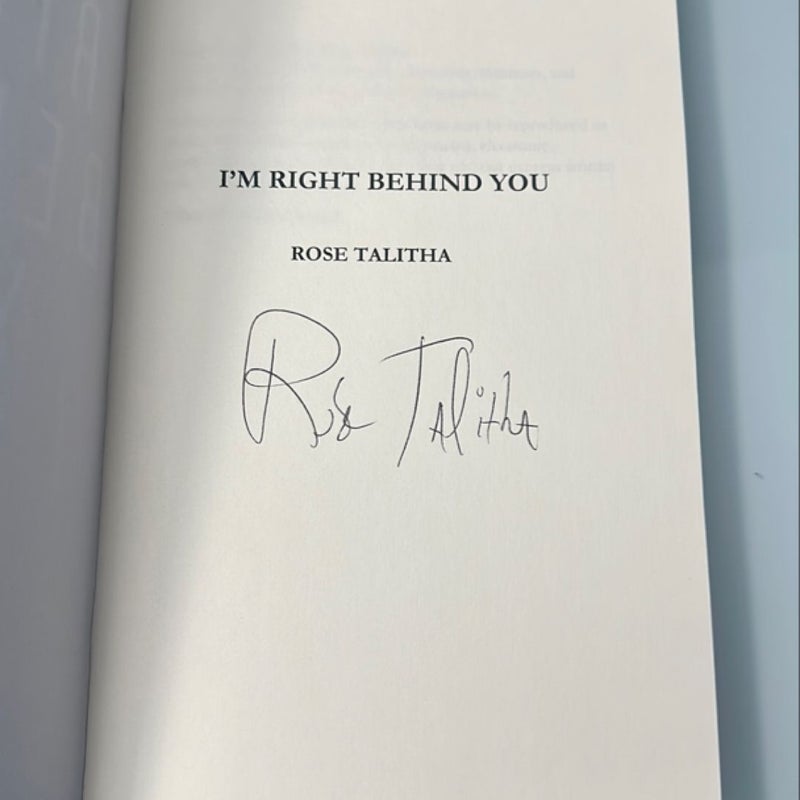 I'M RIGHT BEHIND YOU
ROSE TALITHA
Rose Talitha